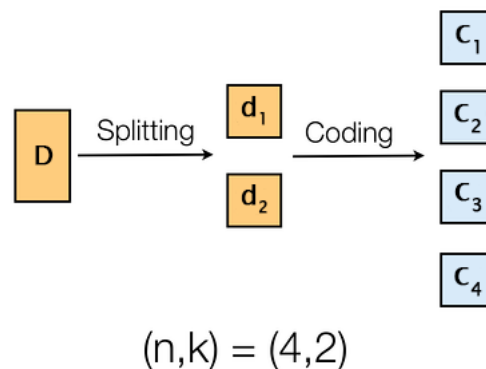 D
Splitting
d₁
d₂
Coding
C₁
C₂
C₃
C₄
(n,k) = (4,2)